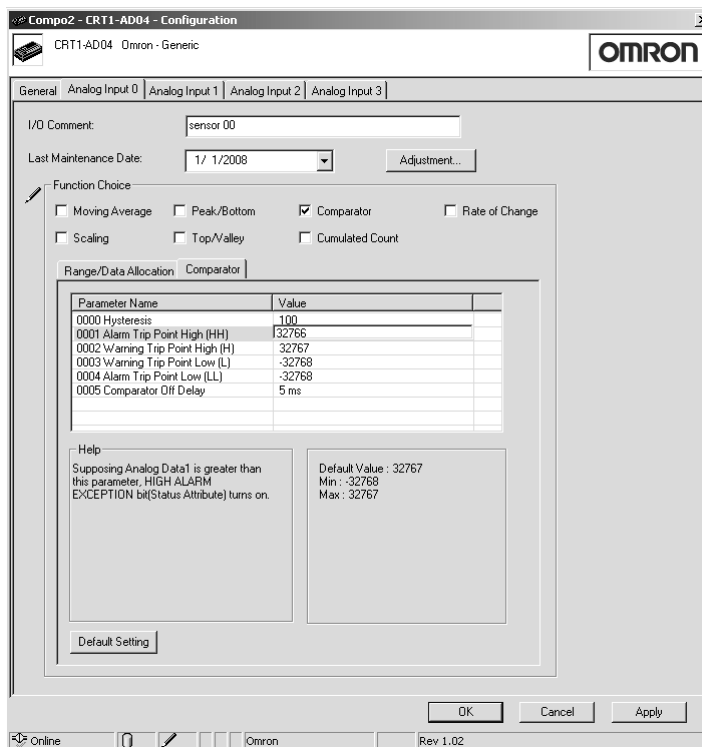 Compo2 - CRT1-AD04 - Configuration
CRT1-AD04 Omron - Generic
OMRON
General Analog Input 0 Analog Input 1 Analog Input 2 Analog Input 3
I/O Comment: sensor 00
Last Maintenance Date: 1/ 1/2008 Adjustment...
Function Choice
Moving Average Peak/Bottom Comparator Rate of Change
Scaling Top/Valley Cumulated Count
Range/Data Allocation Comparator
Parameter Name Value
0000 Hysteresis 100
0001 Alarm Trip Point High (HH) 32766
0002 Warning Trip Point High (H) 32767
0003 Warning Trip Point Low (L) -32768
0004 Alarm Trip Point Low (LL) -32768
0005 Comparator Off Delay 5 ms
Help
Supposing Analog Data1 is greater than
this parameter, HIGH ALARM
EXCEPTION bit(Status Attribute) turns on.
Default Value : 32767
Min : -32768
Max : 32767
Default Setting
OK Cancel Apply
Online Omron Rev 1.02